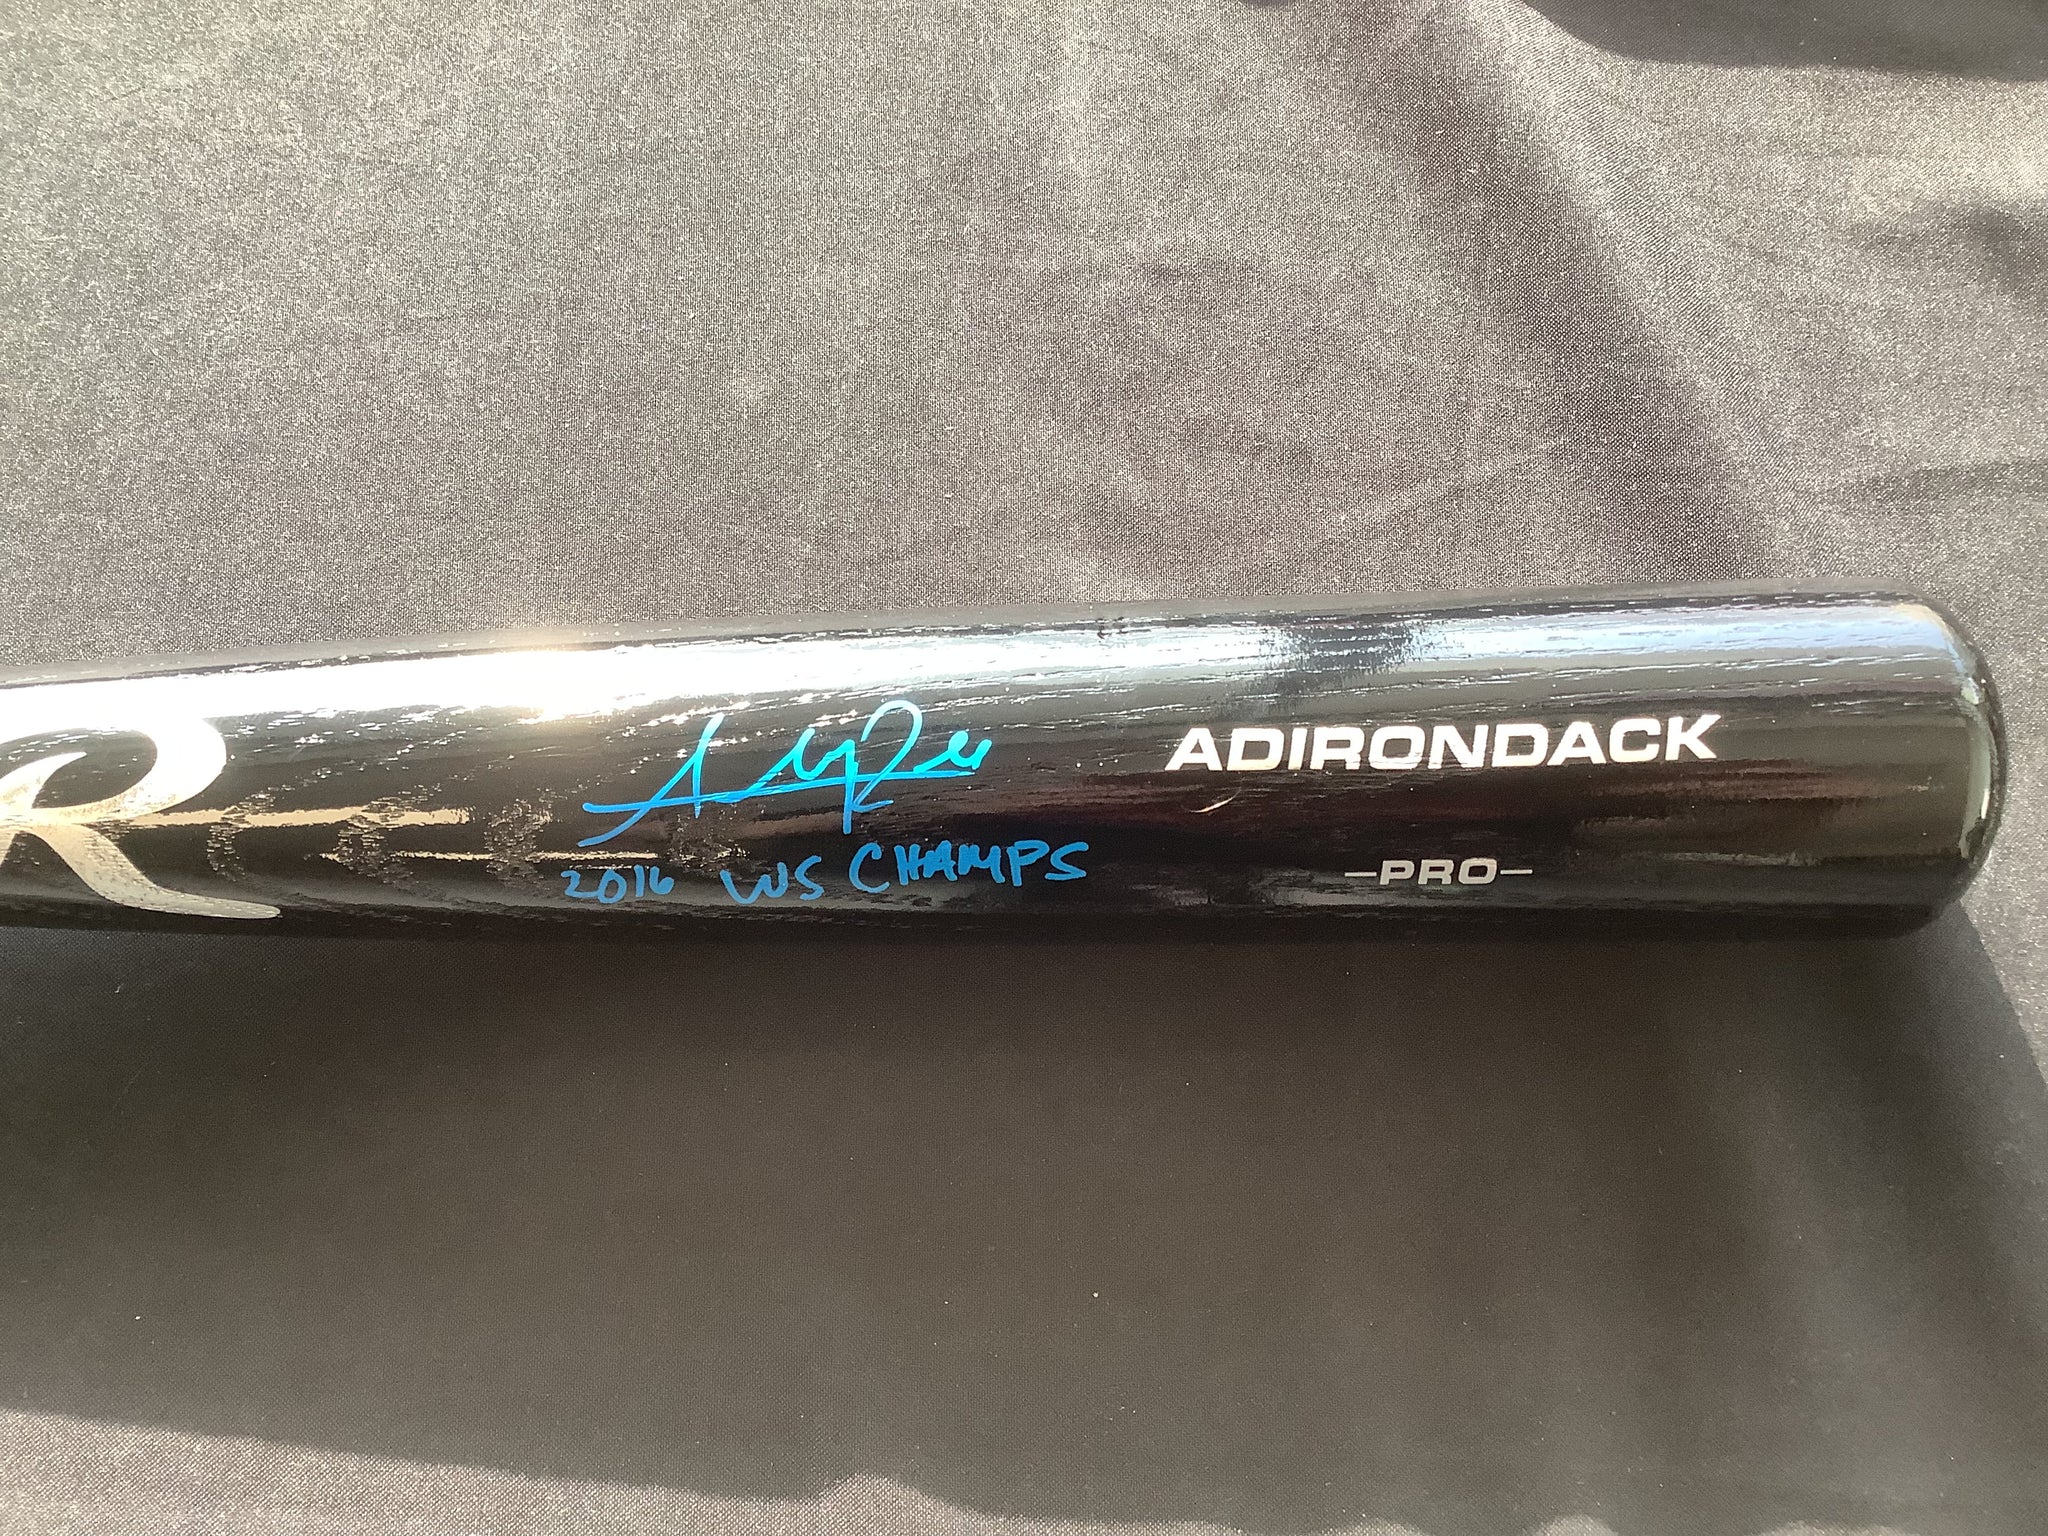 R
ADIRONDACK
-PRO-
2016 WS CHAMPS